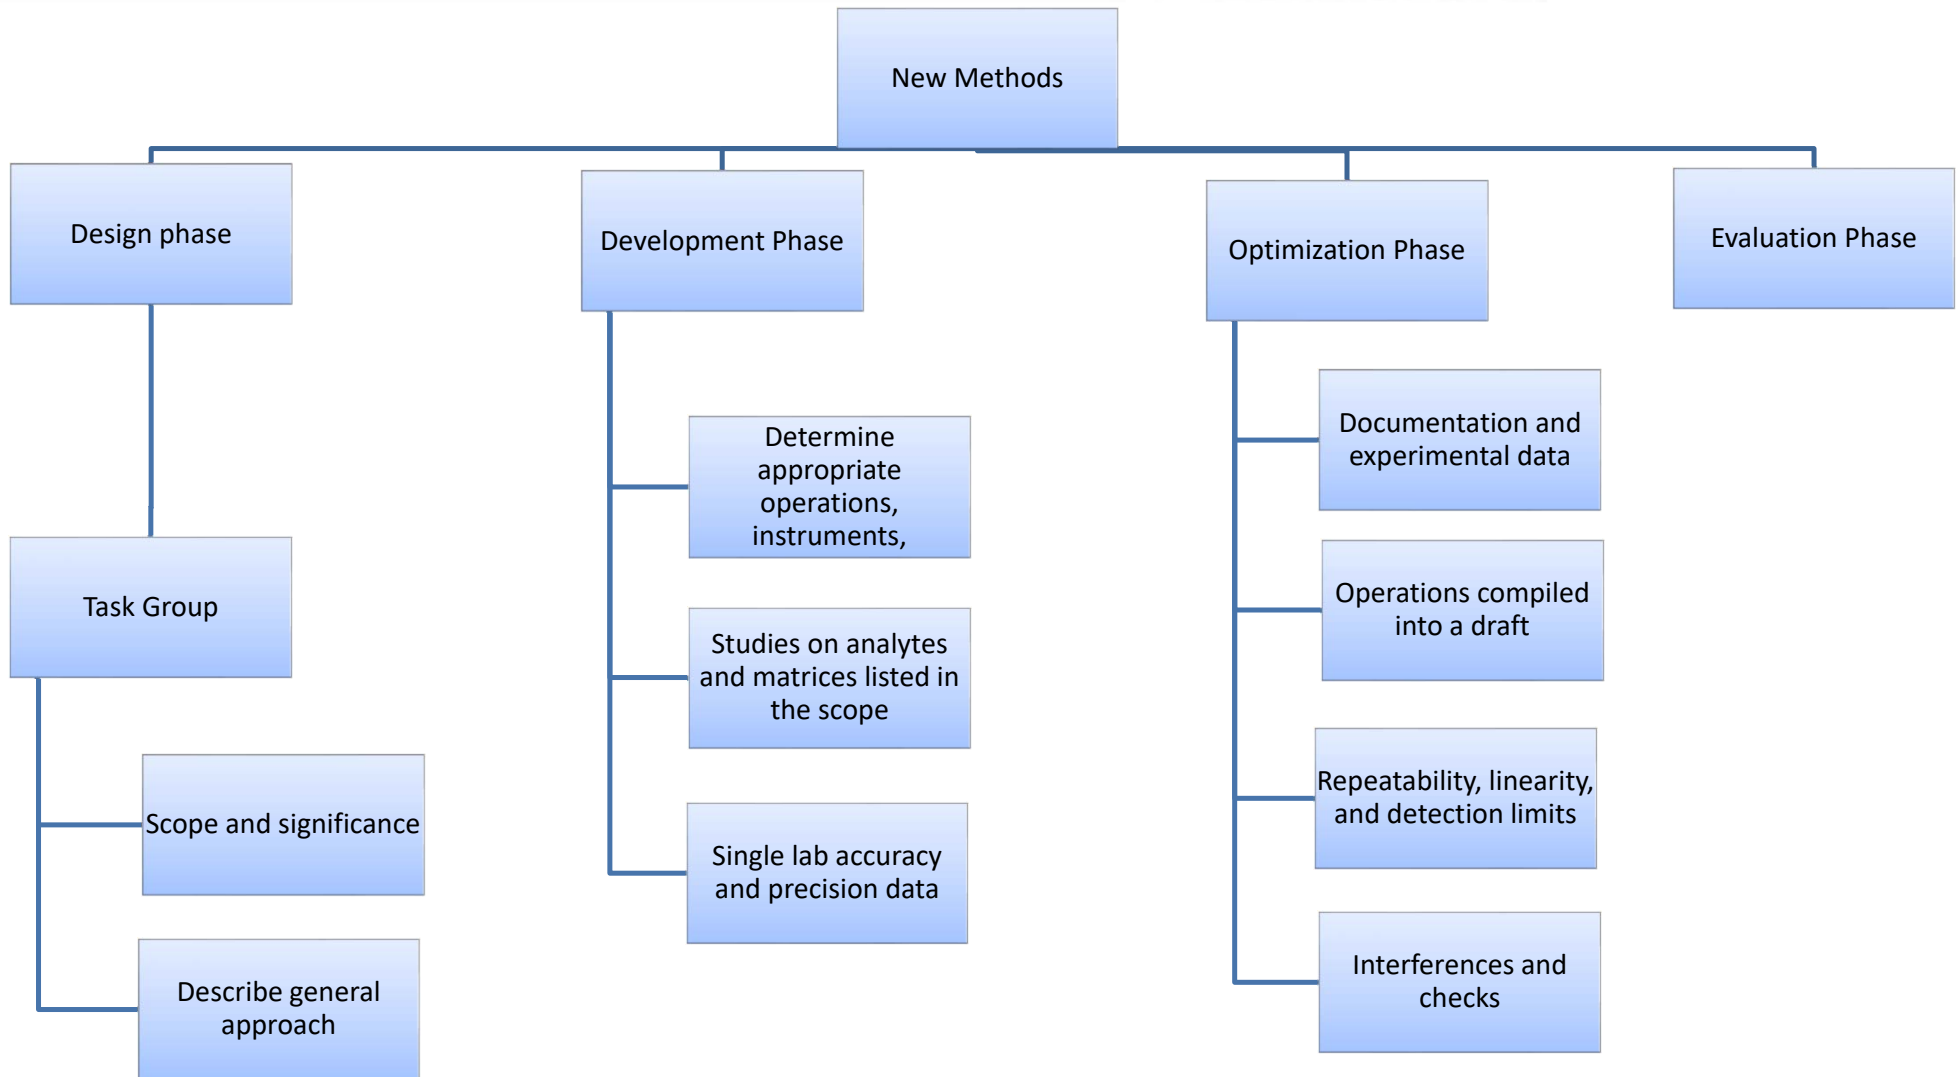 New Methods
Design phase
Development Phase
Optimization Phase
Evaluation Phase
Task Group
Scope and significance
Describe general
approach
Determine
appropriate
operations,
instruments,
Studies on analytes
and matrices listed in
the scope
Single lab accuracy
and precision data
Documentation and
experimental data
Operations compiled
into a draft
Repeatability, linearity,
and detection limits
Interferences and
checks